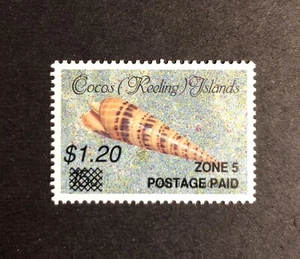 Cocos (Keeling) Islands
$1.20
ZONE 5
POSTAGE PAID